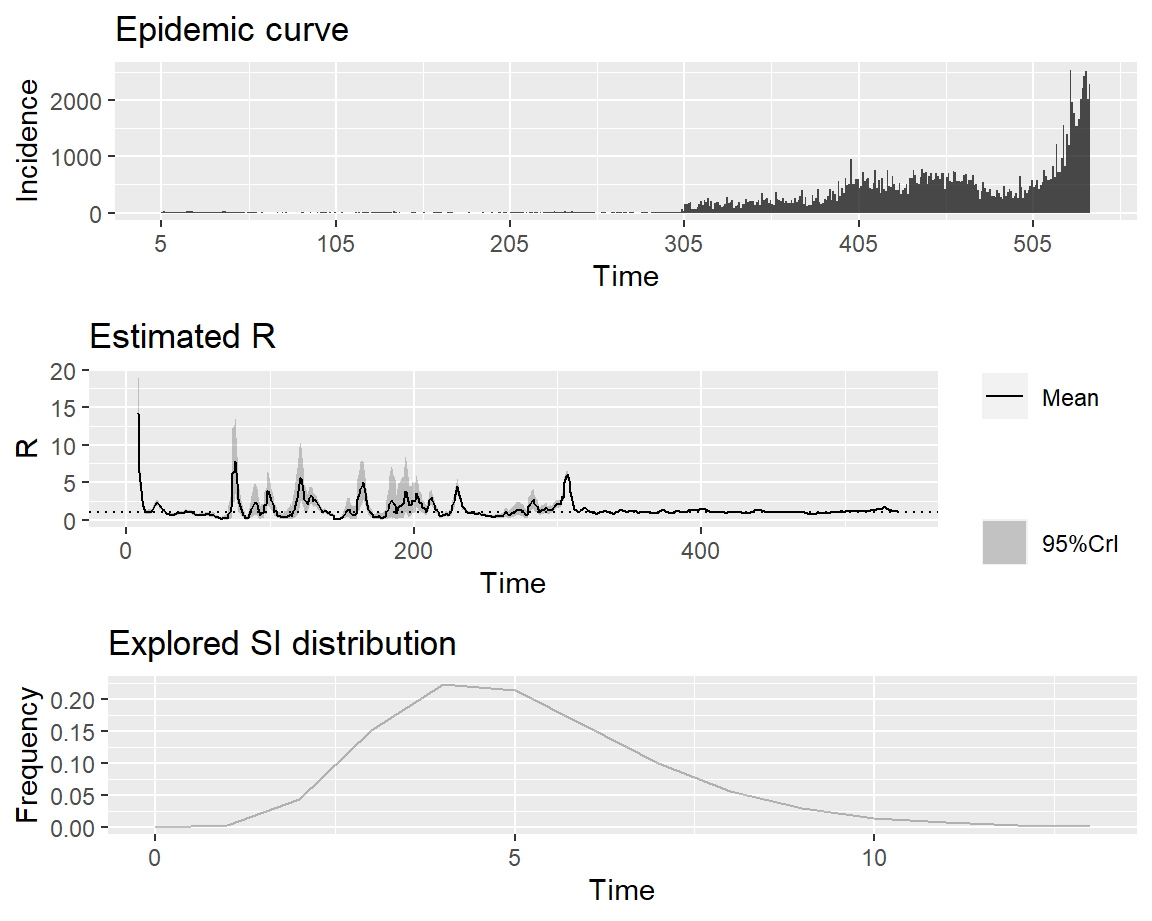 Epidemic curve
Incidence
2000
1000
0
5 105 205 305 405 505
Time
Estimated R
R
20
15
10
5
0
0 200 400
Time
Mean
95%CrI
Explored SI distribution
Frequency
0.20
0.15
0.10
0.05
0.00
0 5 10
Time